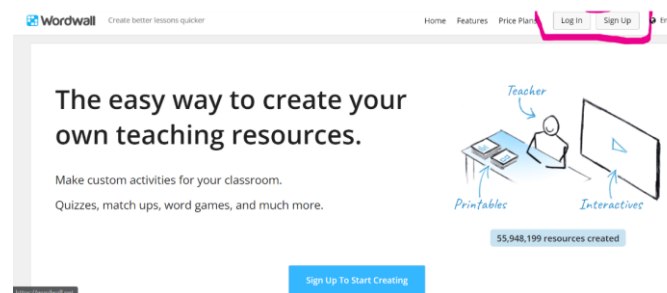 Wordwall Create better lessons quicker Home Features Price Plans Log In Sign Up
The easy way to create your
own teaching resources.
Make custom activities for your classroom.
Quizzes, match ups, word games, and much more.
Teacher
Printables
Interactives
55,948,199 resources created
Sign Up To Start Creating